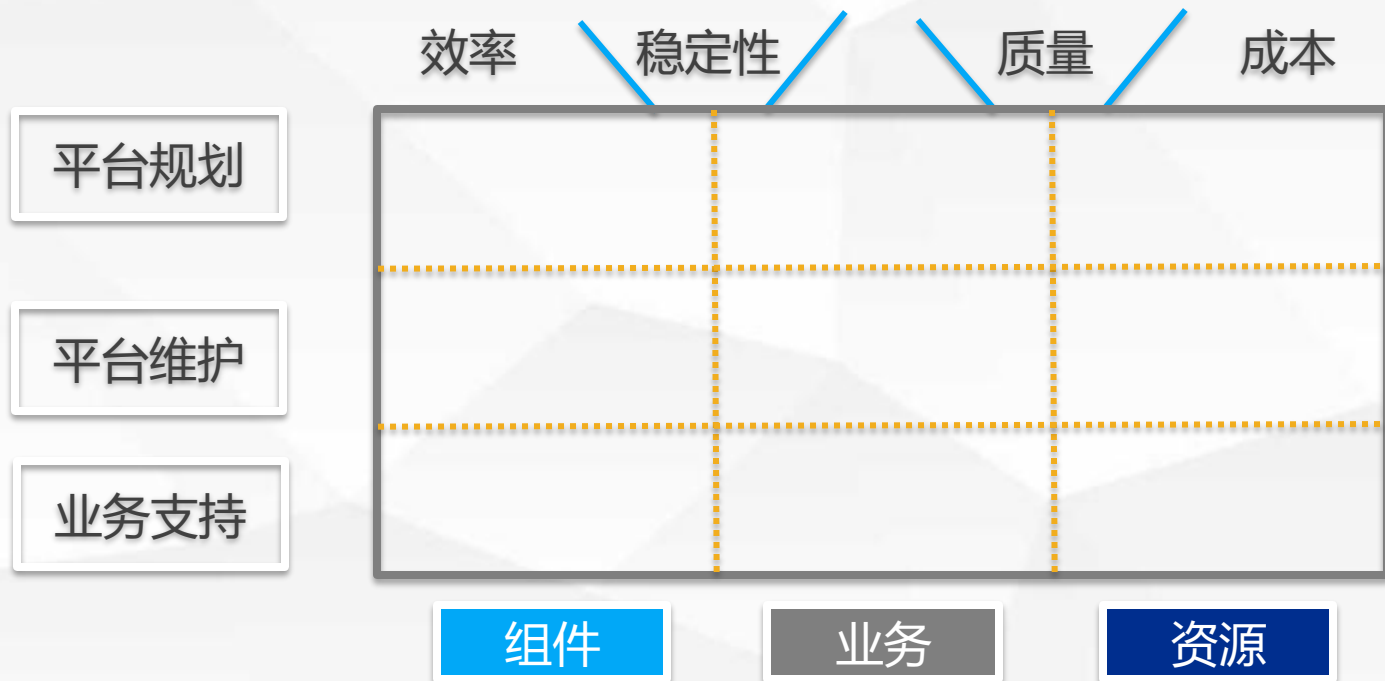 效率 稳定性 质量 成本
平台规划
平台维护
业务支持
组件 业务 资源